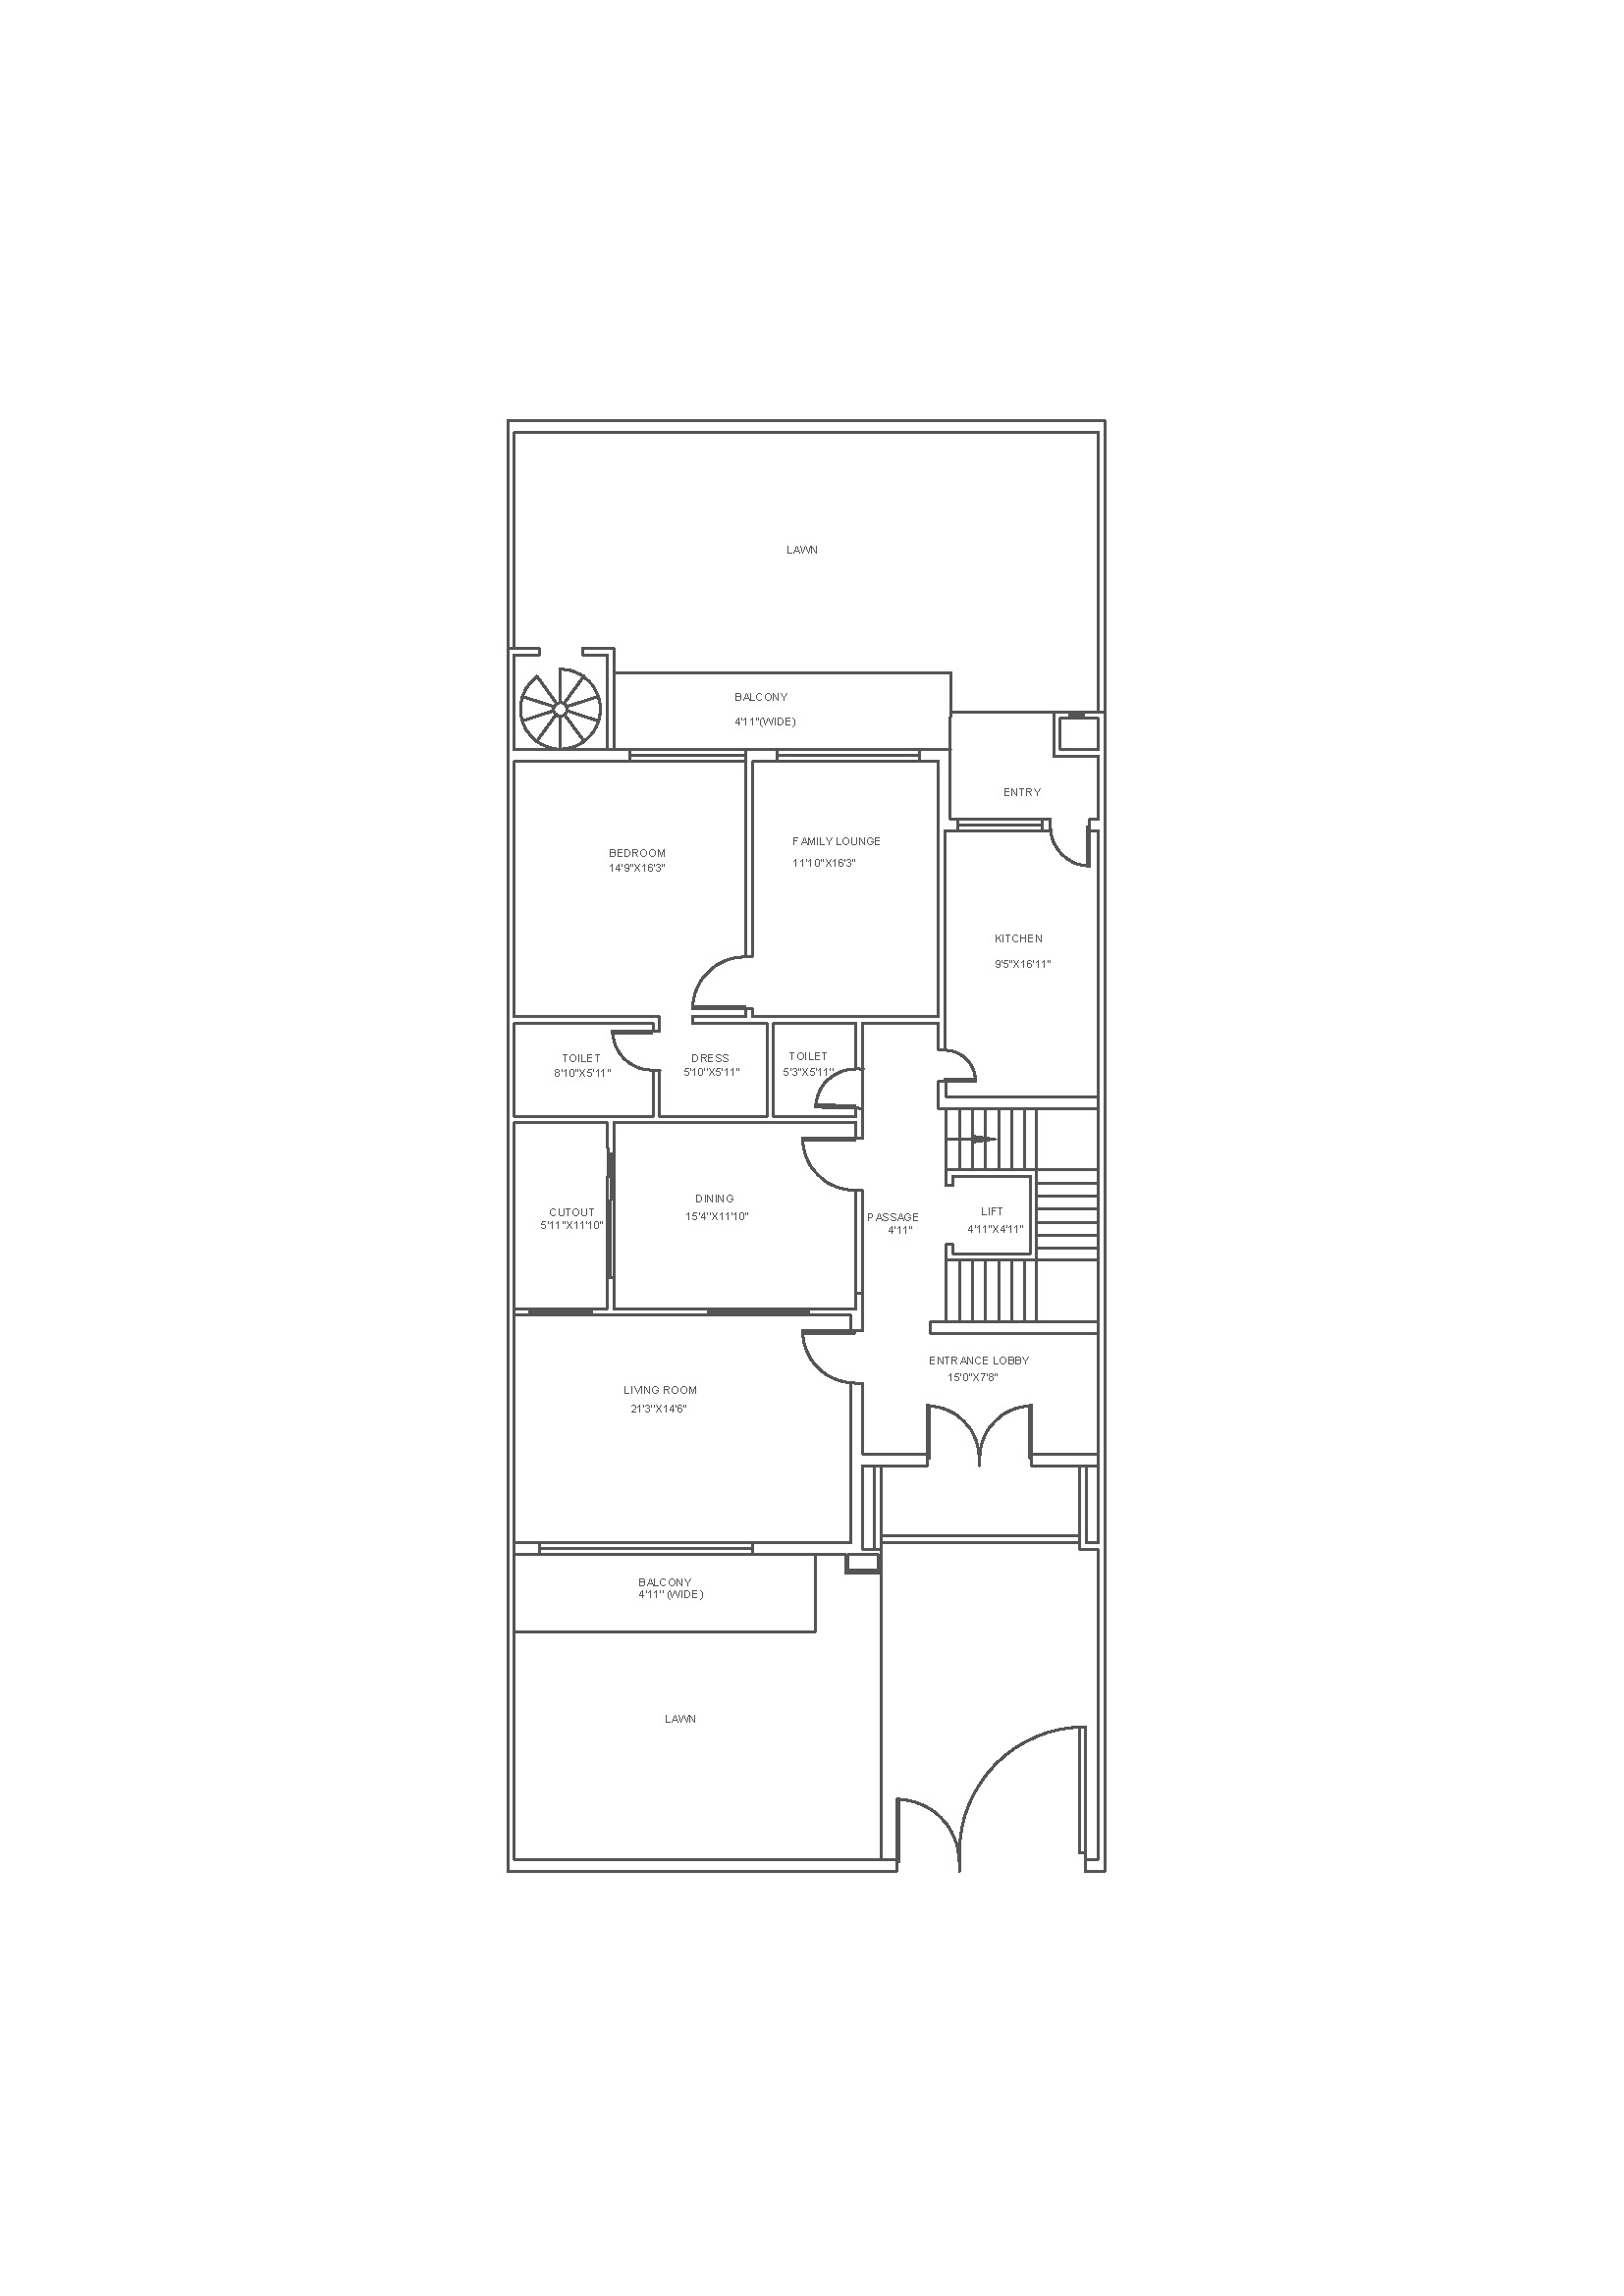 LAWN
BALCONY
4'11"(WIDE)
ENTRY
FAMILY LOUNGE
11'10"X16'3"
BEDROOM
14'9"X16'3"
KITCHEN
9'5"X16'11"
TOILET
8'10"X5'11"
DRESS
5'10"X5'11"
TOILET
5'3"X5'11"
DINING
15'4"X11'10"
CUTOUT
5'11"X11'10"
PASSAGE
4'11"
LIFT
4'11"X4'11"
ENTRANCE LOBBY
15'0"X7'8"
LIVING ROOM
21'3"X14'6"
BALCONY
4'11" (WIDE)
LAWN